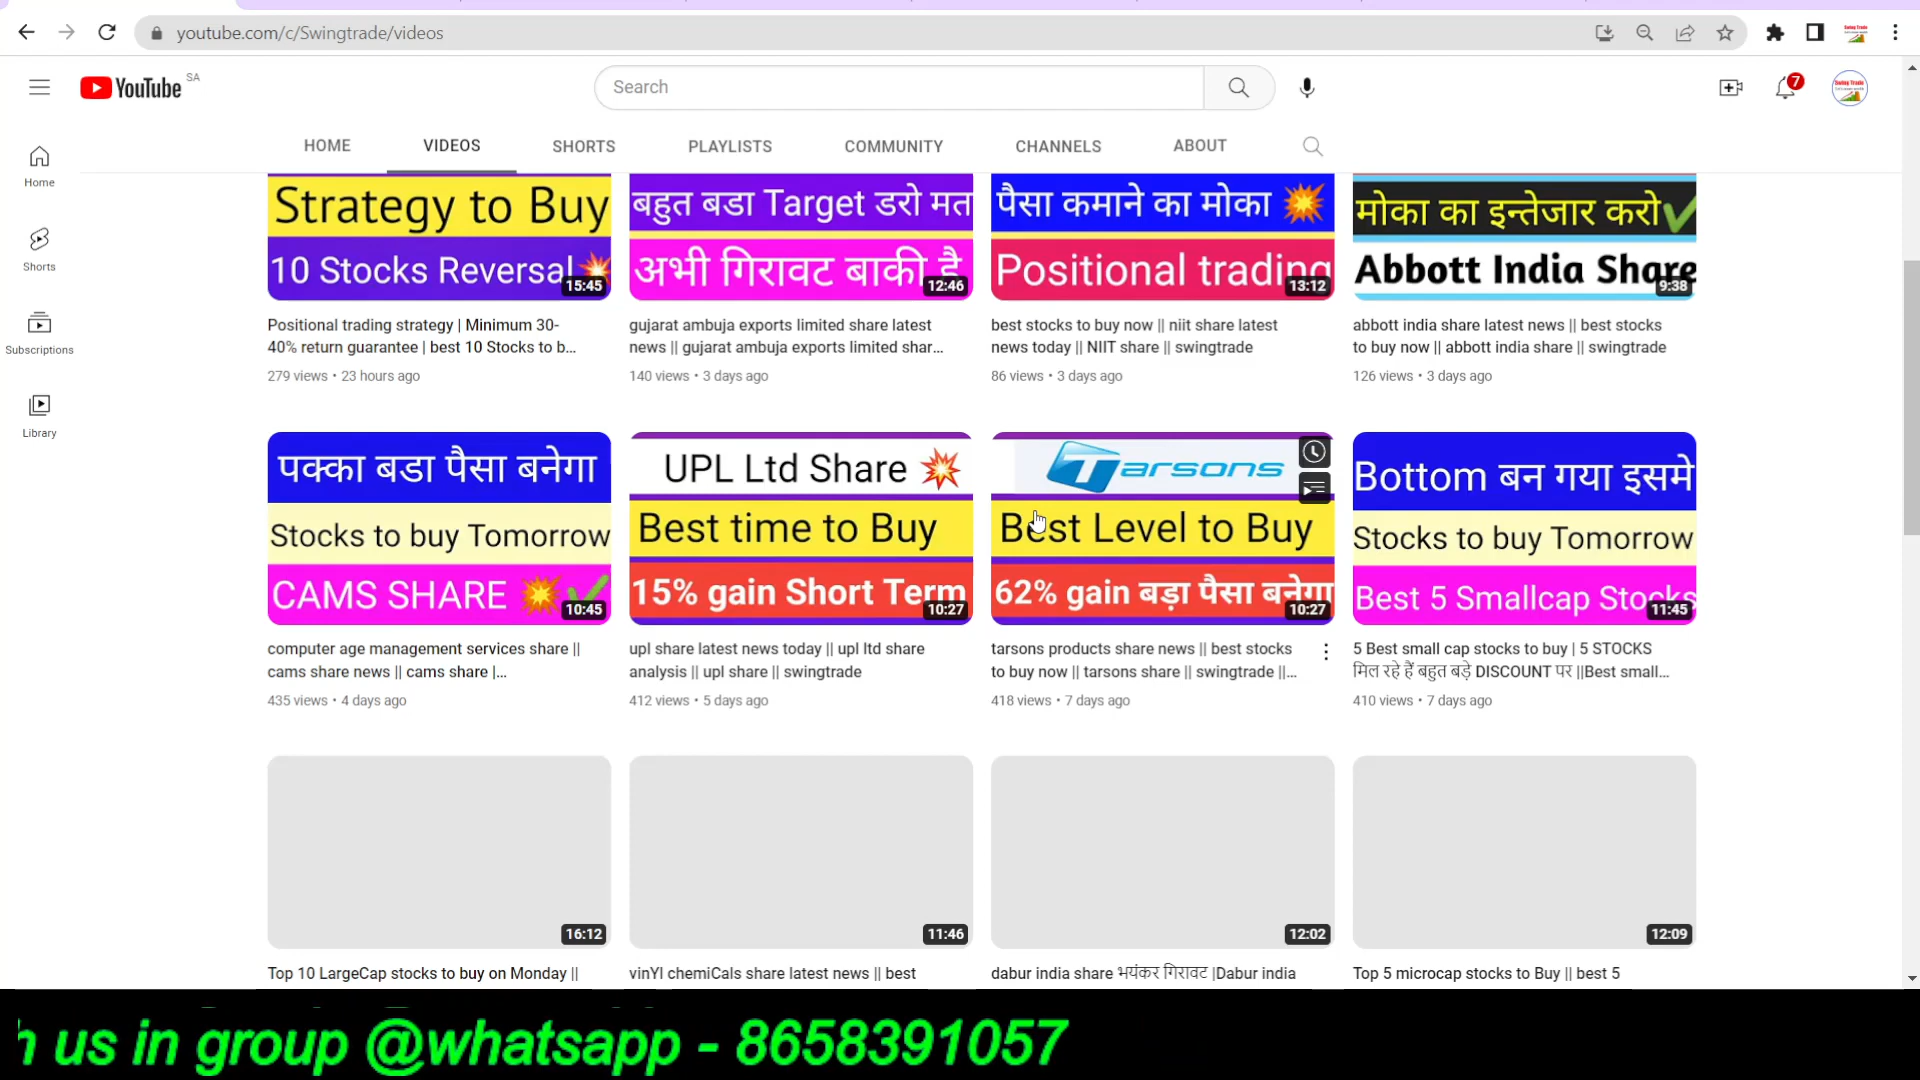 youtube.com/c/Swingtrade/videos
YouTube SA
Search
7
HOME VIDEOS SHORTS PLAYLISTS COMMUNITY CHANNELS ABOUT
Home
Shorts
Subscriptions
Library
Strategy to Buy
10 Stocks Reversal
15:45
Positional trading strategy | Minimum 30-
40% return guarantee | best 10 Stocks to b...
279 views • 23 hours ago
बहुत बडा Target डरो मत
अभी गिरावट बाकी है
12:46
gujarat ambuja exports limited share latest
news || gujarat ambuja exports limited shar...
140 views • 3 days ago
पैसा कमाने का मोका
Positional trading
13:12
best stocks to buy now || niit share latest
news today || NIIT share || swingtrade
86 views • 3 days ago
मोका का इन्तेजार करो
Abbott India Share
9:38
abbott india share latest news || best stocks
to buy now || abbott india share || swingtrade
126 views • 3 days ago
पक्का बडा पैसा बनेगा
Stocks to buy Tomorrow
CAMS SHARE
10:45
computer age management services share ||
cams share news || cams share |...
435 views • 4 days ago
UPL Ltd Share
Best time to Buy
15% gain Short Term
10:27
upl share latest news today || upl ltd share
analysis || upl share || swingtrade
412 views • 5 days ago
Tarsons
Best Level to Buy
62% gain बड़ा पैसा बनेगा
10:27
tarsons products share news || best stocks
to buy now || tarsons share || swingtrade ||...
418 views • 7 days ago
Bottom बन गया इसमे
Stocks to buy Tomorrow
Best 5 Smallcap Stocks
11:45
5 Best small cap stocks to buy | 5 STOCKS
मिल रहे हैं बहुत बड़े DISCOUNT पर ||Best small...
410 views • 7 days ago
16:12
Top 10 LargeCap stocks to buy on Monday ||
11:46
vinYl chemiCals share latest news || best
12:02
dabur india share भयंकर गिरावट |Dabur india
12:09
Top 5 microcap stocks to Buy || best 5
h us in group @whatsapp - 8658391057